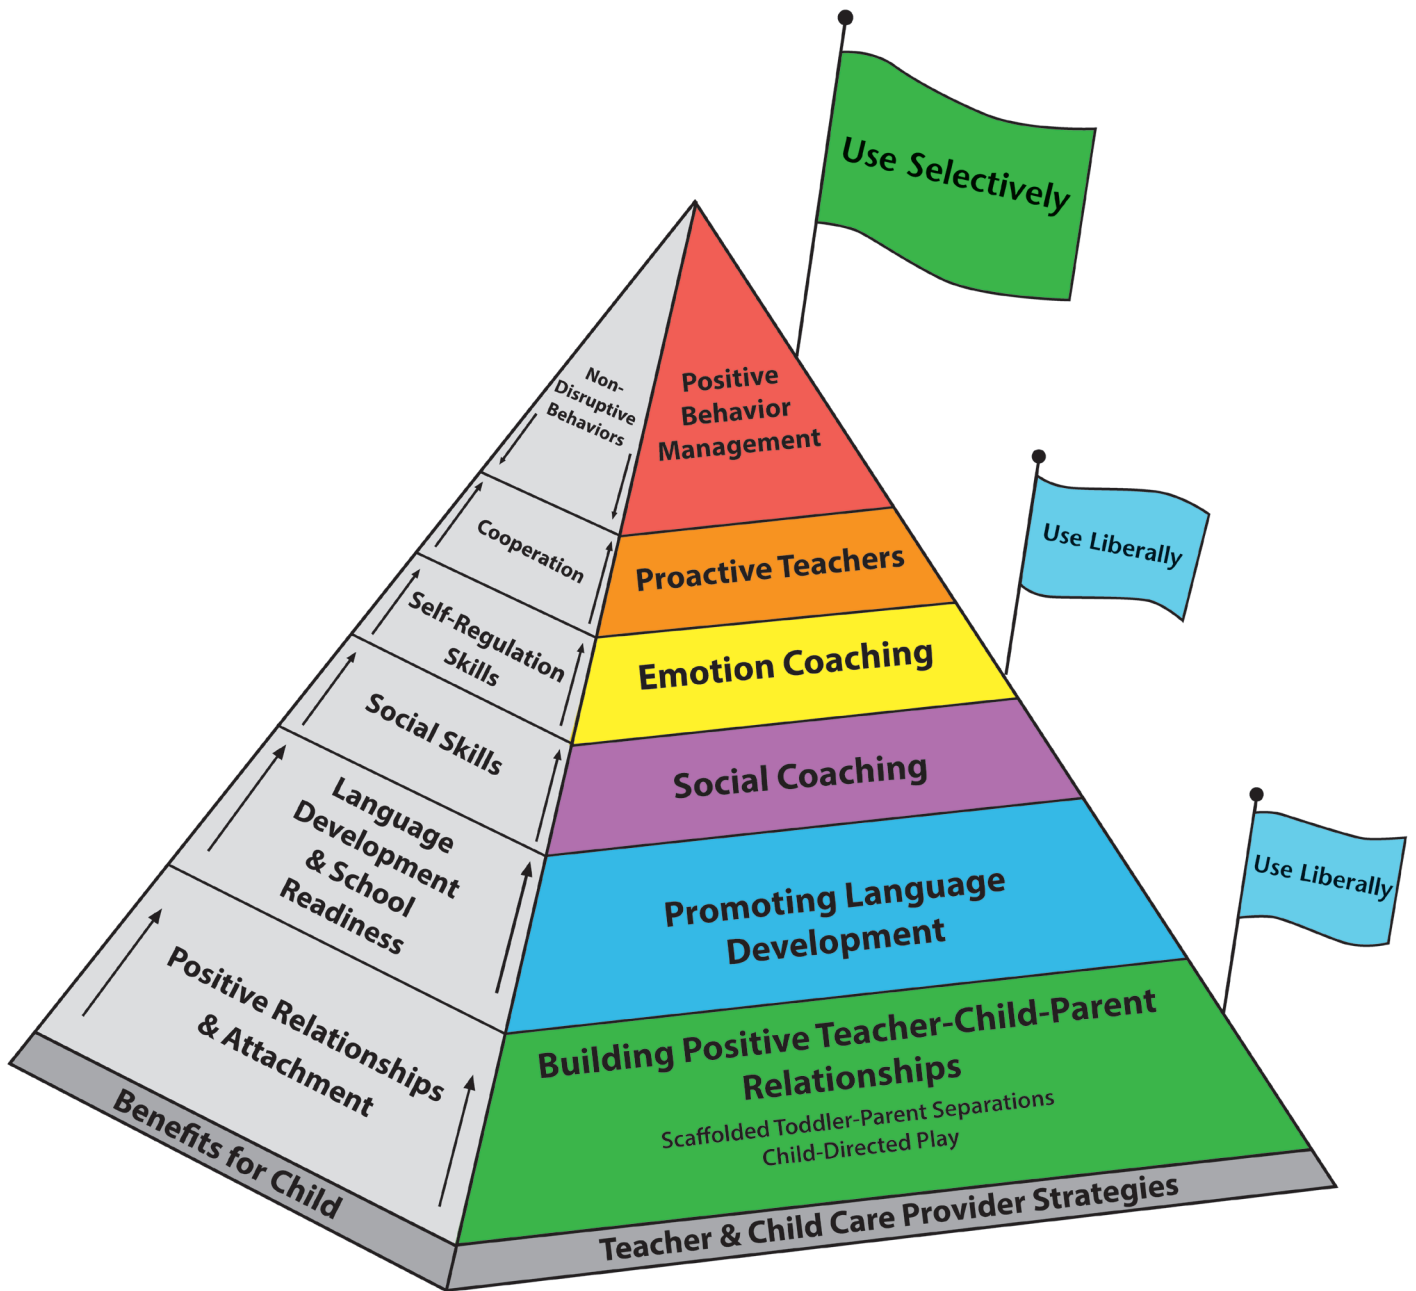 Use Selectively
Non-
Disruptive
Behaviors
Positive
Behavior
Management
Use Liberally
Cooperation
Proactive Teachers
Self-Regulation
Skills
Emotion Coaching
Social Skills
Social Coaching
Use Liberally
Language
Development
& School
Readiness
Promoting Language
Development
Positive Relationships
& Attachment
Building Positive Teacher-Child-Parent
Relationships
Scaffolded Toddler-Parent Separations
Child-Directed Play
Benefits for Child
Teacher & Child Care Provider Strategies